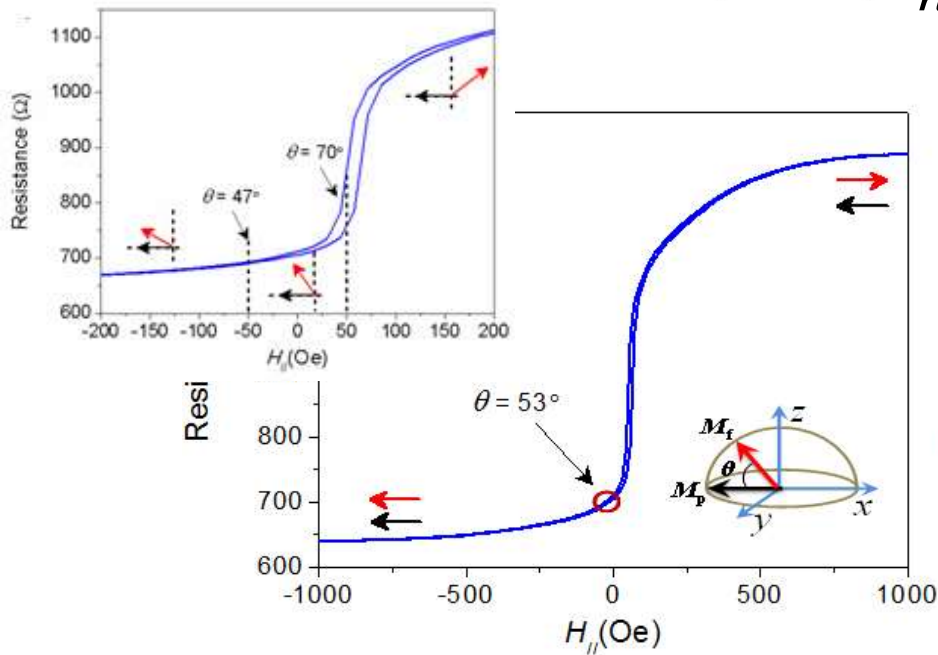 1100
1000
900
800
700
600
Resistance (Ω)
θ = 70°
θ = 47°
-200 -150 -100 -50 0 50 100 150 200
H//(Oe)
Resi
800
700
600
θ = 53°
Mf
z
θ
Mp
y
x
-1000 -500 0 500 1000
H//(Oe)